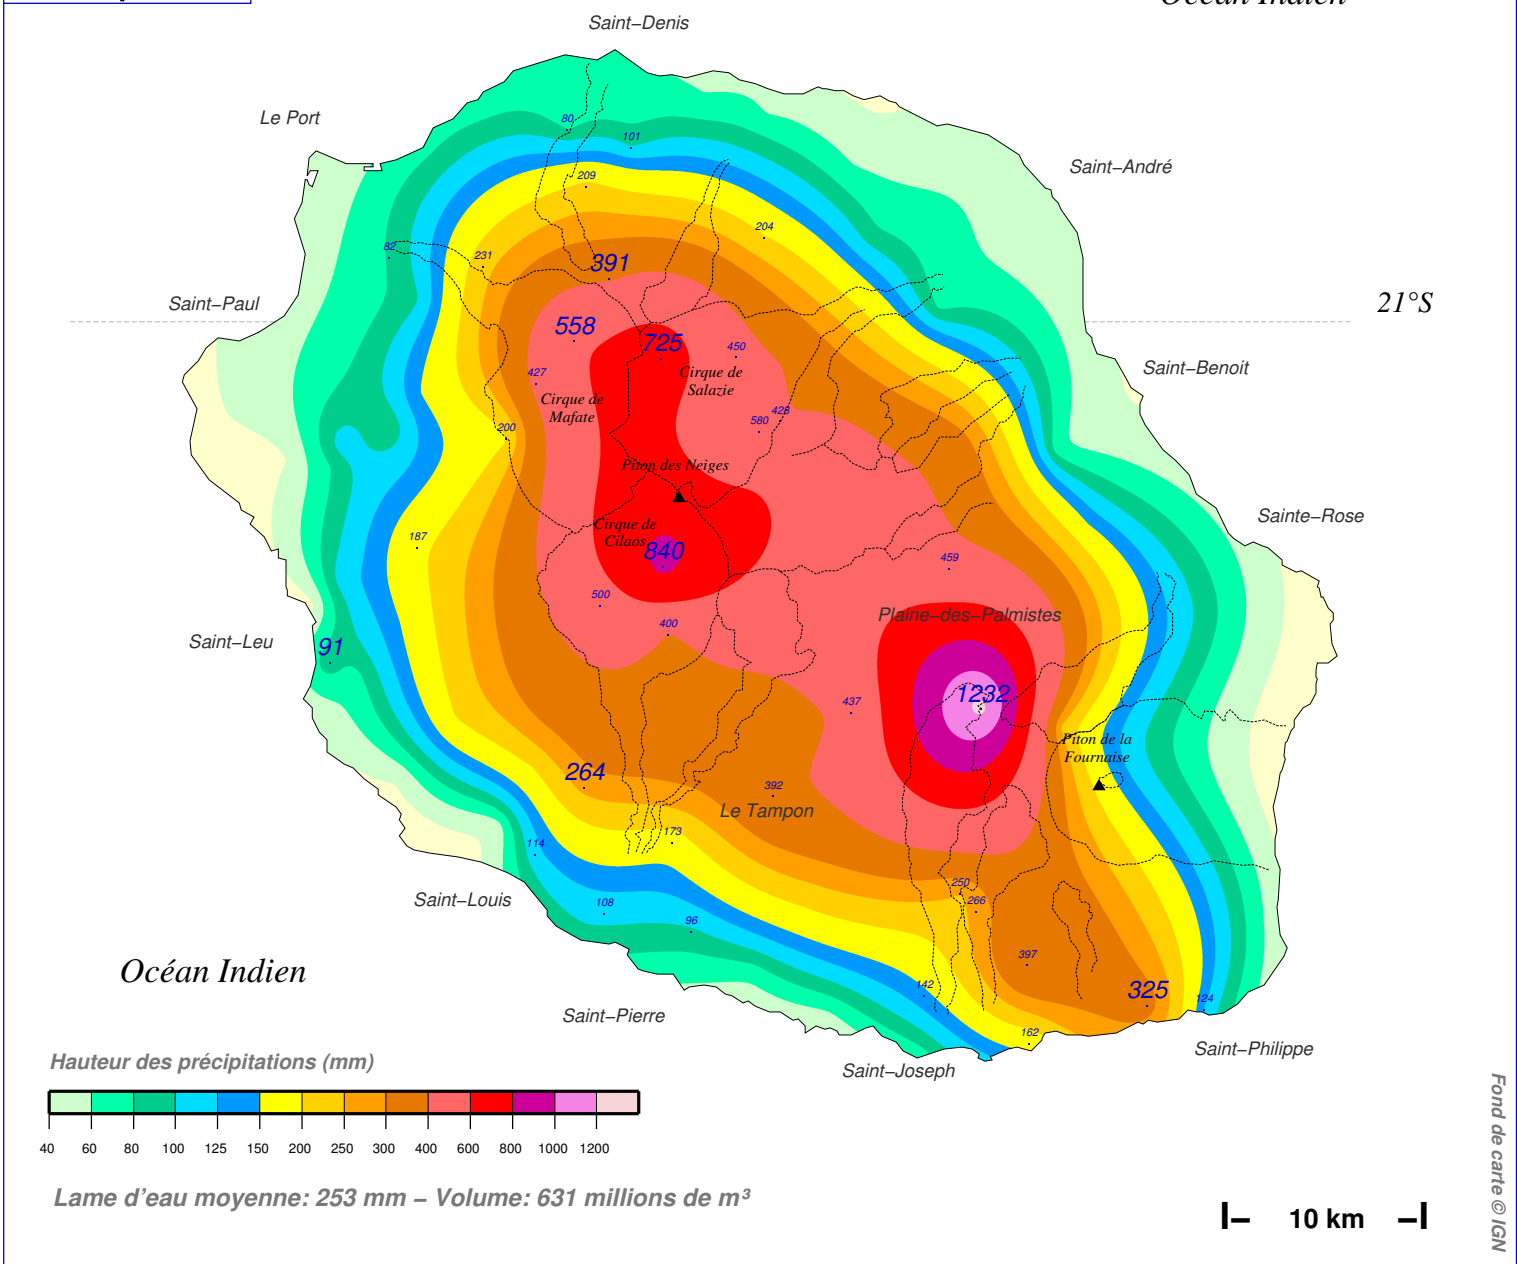 Océan Indien
Saint–Denis
Le Port
80
101
Saint–André
209
204
82
231
391
Saint–Paul
21°S
558
725
450
427
Cirque de
Salazie
Saint–Benoit
Cirque de
Mafate
428
580
200
Piton des Neiges
Sainte–Rose
Cirque de
Cilaos
187
840
459
500
Plaine–des–Palmistes
400
Saint–Leu
91
1232
437
Piton de la
Fournaise
264
392
Le Tampon
173
114
250
Saint–Louis
108
266
96
397
Océan Indien
142
325
124
Saint–Pierre
162
Saint–Philippe
Saint–Joseph
Hauteur des précipitations (mm)
40 60 80 100 125 150 200 250 300 400 600 800 1000 1200
Lame d'eau moyenne: 253 mm – Volume: 631 millions de m³
10 km
Fond de carte © IGN